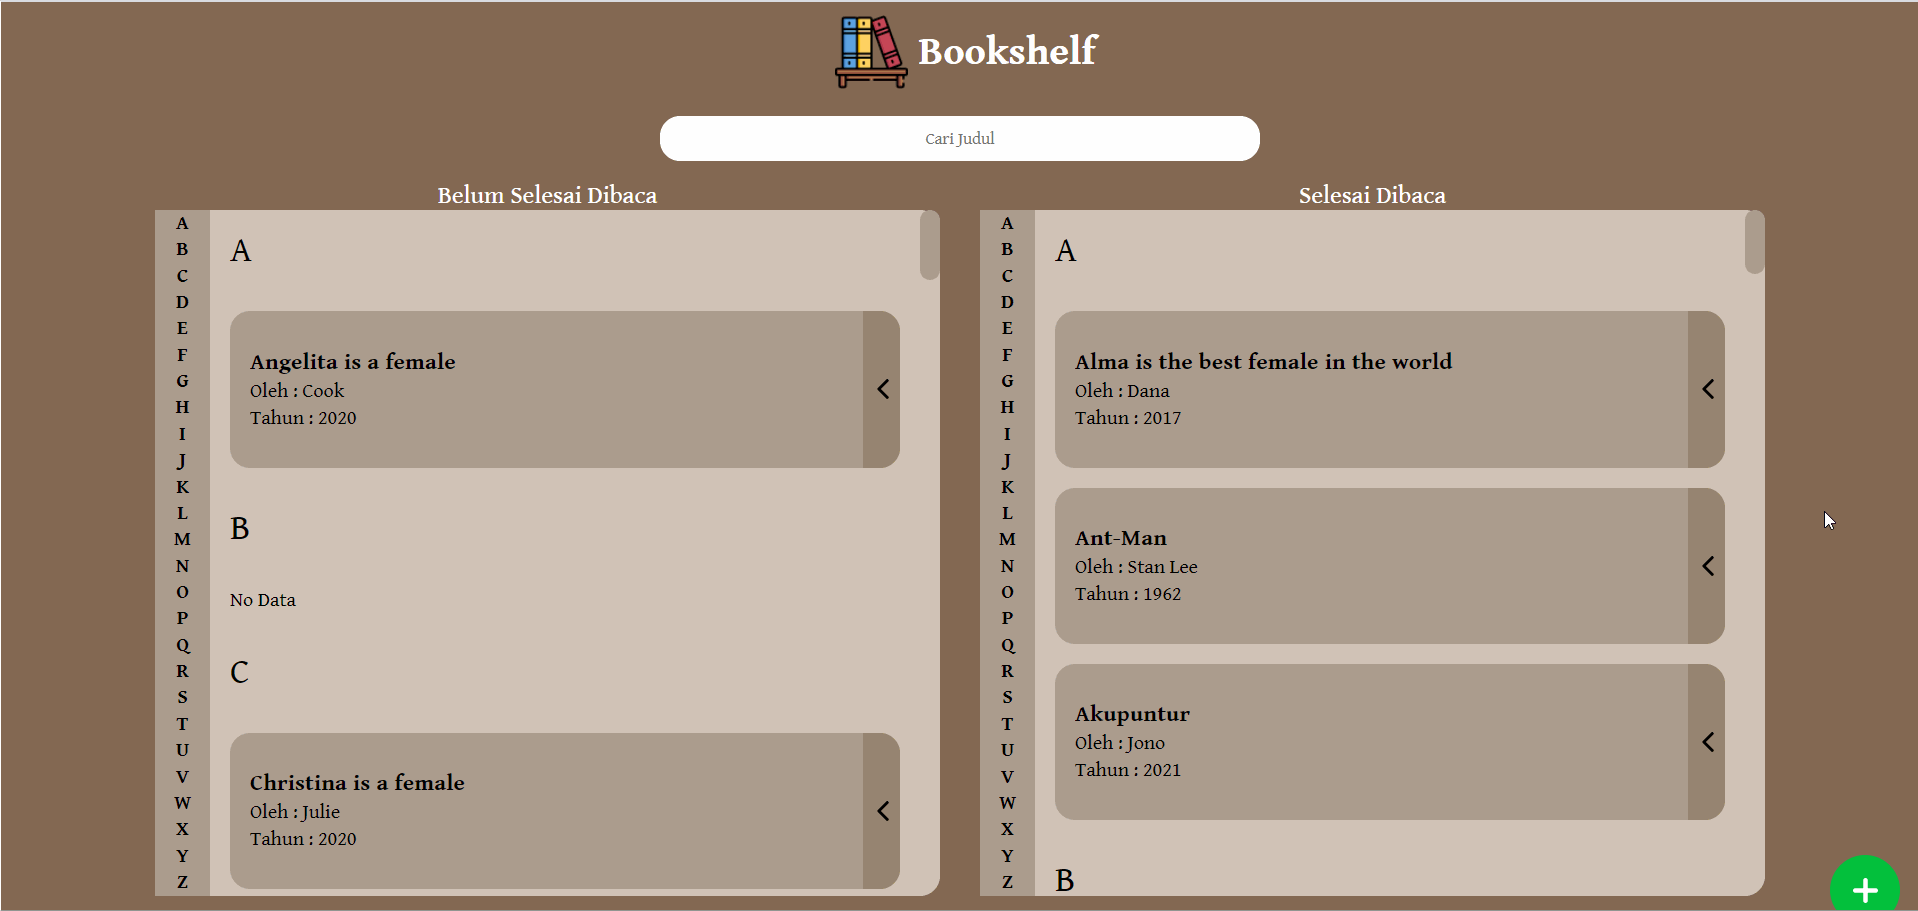 Bookshelf
Cari Judul
Belum Selesai Dibaca
A
B
C
D
E
F
G
H
I
J
K
L
M
N
O
P
Q
R
S
T
U
V
W
X
Y
Z
A
Angelita is a female
Oleh : Cook
Tahun : 2020
B
No Data
C
Christina is a female
Oleh : Julie
Tahun : 2020
Selesai Dibaca
A
B
C
D
E
F
G
H
I
J
K
L
M
N
O
P
Q
R
S
T
U
V
W
X
Y
Z
A
Alma is the best female in the world
Oleh : Dana
Tahun : 2017
Ant-Man
Oleh : Stan Lee
Tahun : 1962
Akupuntur
Oleh : Jono
Tahun : 2021
B